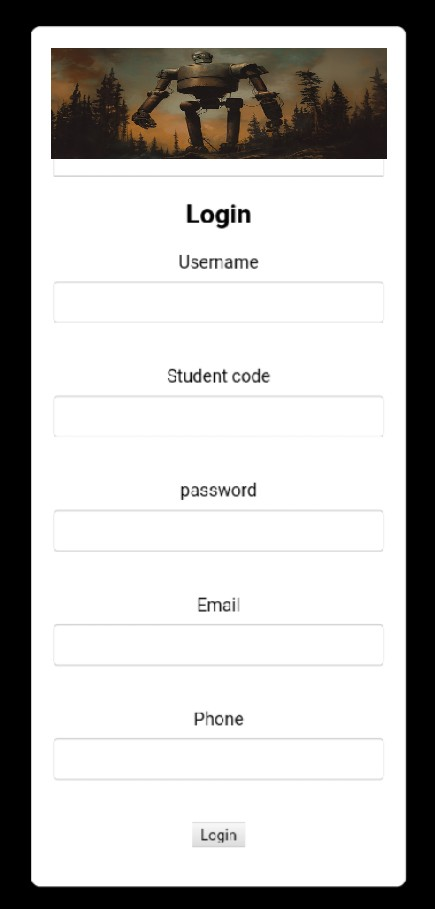 Login
Username
Student code
password
Email
Phone
Login